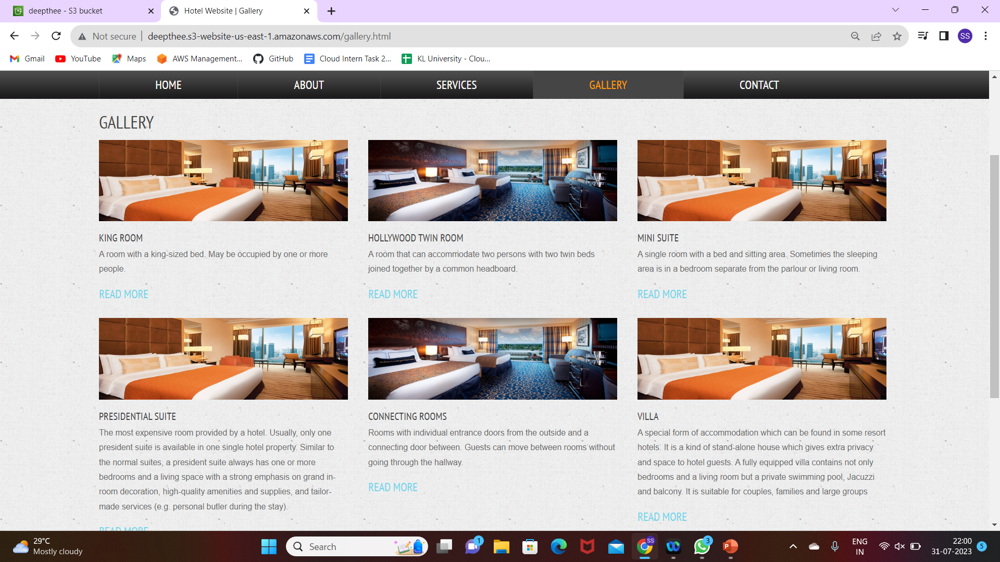 deepthee - S3 bucket
Hotel Website | Gallery
Not secure
deepthee.s3-website-us-east-1.amazonaws.com/gallery.html
SS
Gmail
YouTube
Maps
AWS Management...
GitHub
Cloud Intern Task 2...
KL University - Clou...
HOME
ABOUT
SERVICES
GALLERY
CONTACT
GALLERY
KING ROOM
A room with a king-sized bed. May be occupied by one or more
people.
READ MORE
HOLLYWOOD TWIN ROOM
A room that can accommodate two persons with two twin beds
joined together by a common headboard.
READ MORE
MINI SUITE
A single room with a bed and sitting area. Sometimes the sleeping
area is in a bedroom separate from the parlour or living room.
READ MORE
PRESIDENTIAL SUITE
The most expensive room provided by a hotel. Usually, only one
president suite is available in one single hotel property. Similar to
the normal suites, a president suite always has one or more
bedrooms and a living space with a strong emphasis on grand in-
room decoration, high-quality amenities and supplies, and tailor-
made services (e.g. personal butler during the stay).
READ MORE
CONNECTING ROOMS
Rooms with individual entrance doors from the outside and a
connecting door between. Guests can move between rooms without
going through the hallway.
READ MORE
VILLA
A special form of accommodation which can be found in some resort
hotels. It is a kind of stand-alone house which gives extra privacy
and space to hotel guests. A fully equipped villa contains not only
bedrooms and a living room but a private swimming pool, Jacuzzi
and balcony. It is suitable for couples, families and large groups
READ MORE
29°C
Mostly cloudy
Search
1
SS
3
P
ENG
IN
22:00
31-07-2023
5